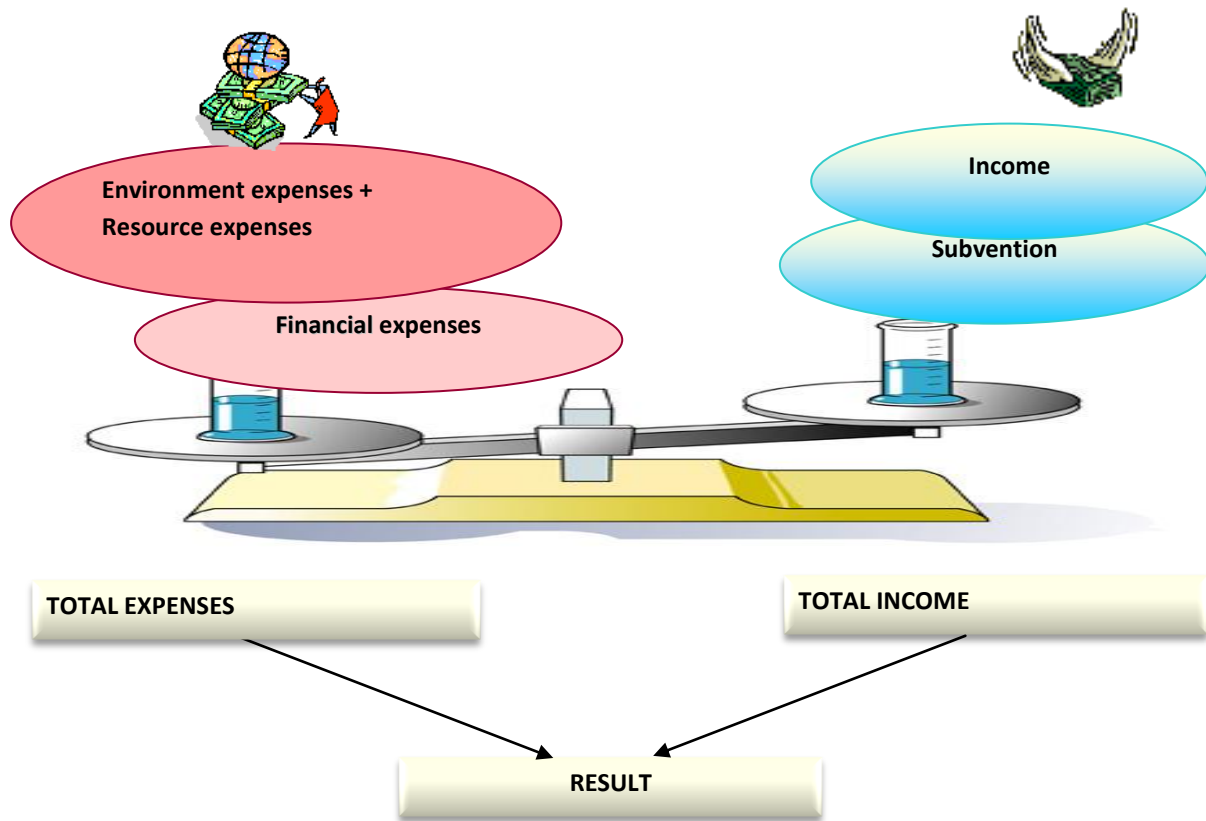 Environment expenses +
Resource expenses
Financial expenses
Income
Subvention
TOTAL EXPENSES
TOTAL INCOME
RESULT